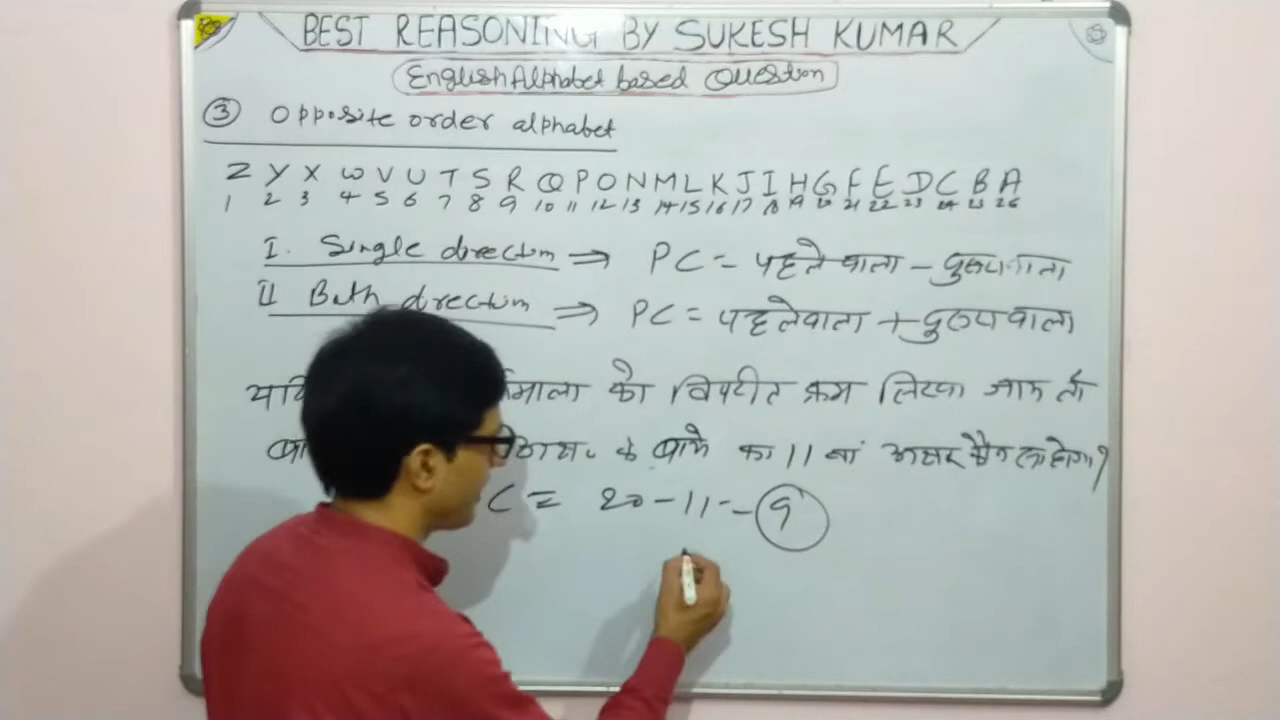 BEST REASONING BY SUKESH KUMAR
English Alphabet based Question
③ Opposite order alphabet
Z Y X W V U T S R Q P O N M L K J I H G F E D C B A
1 2 3 4 5 6 7 8 9 10 11 12 13 14 15 16 17 18 19 20 21 22 23 24 25 26
I. Single direction ⇒ PC = पहले वाला -
II Both direction ⇒ PC = पहलेवाला +
को विपरीत क्रम लिखा जाए तो
के बायें का 11 वां अक्षर कौन सा होगा?
C = 20 - 11 = 9